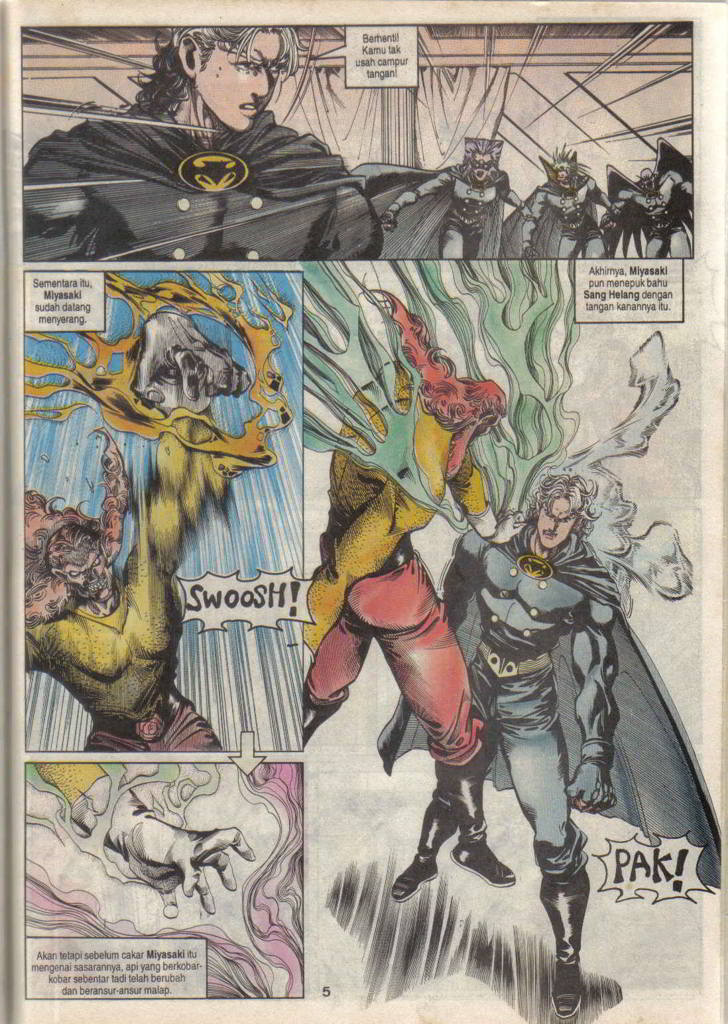 Berhenti!
Kamu tak
usah campur
tangan!
Sementara itu,
Miyasaki
sudah datang
menyerang.
Akhirnya, Miyasaki
pun menepuk bahu
Sang Helang dengan
tangan kanannya itu.
SWOOSH!
PAK!
Akan tetapi sebelum cakar Miyasaki itu
mengenai sasarannya, api yang berkobar-
kobar sebentar tadi telah berubah
dan beransur-ansur malap.
5